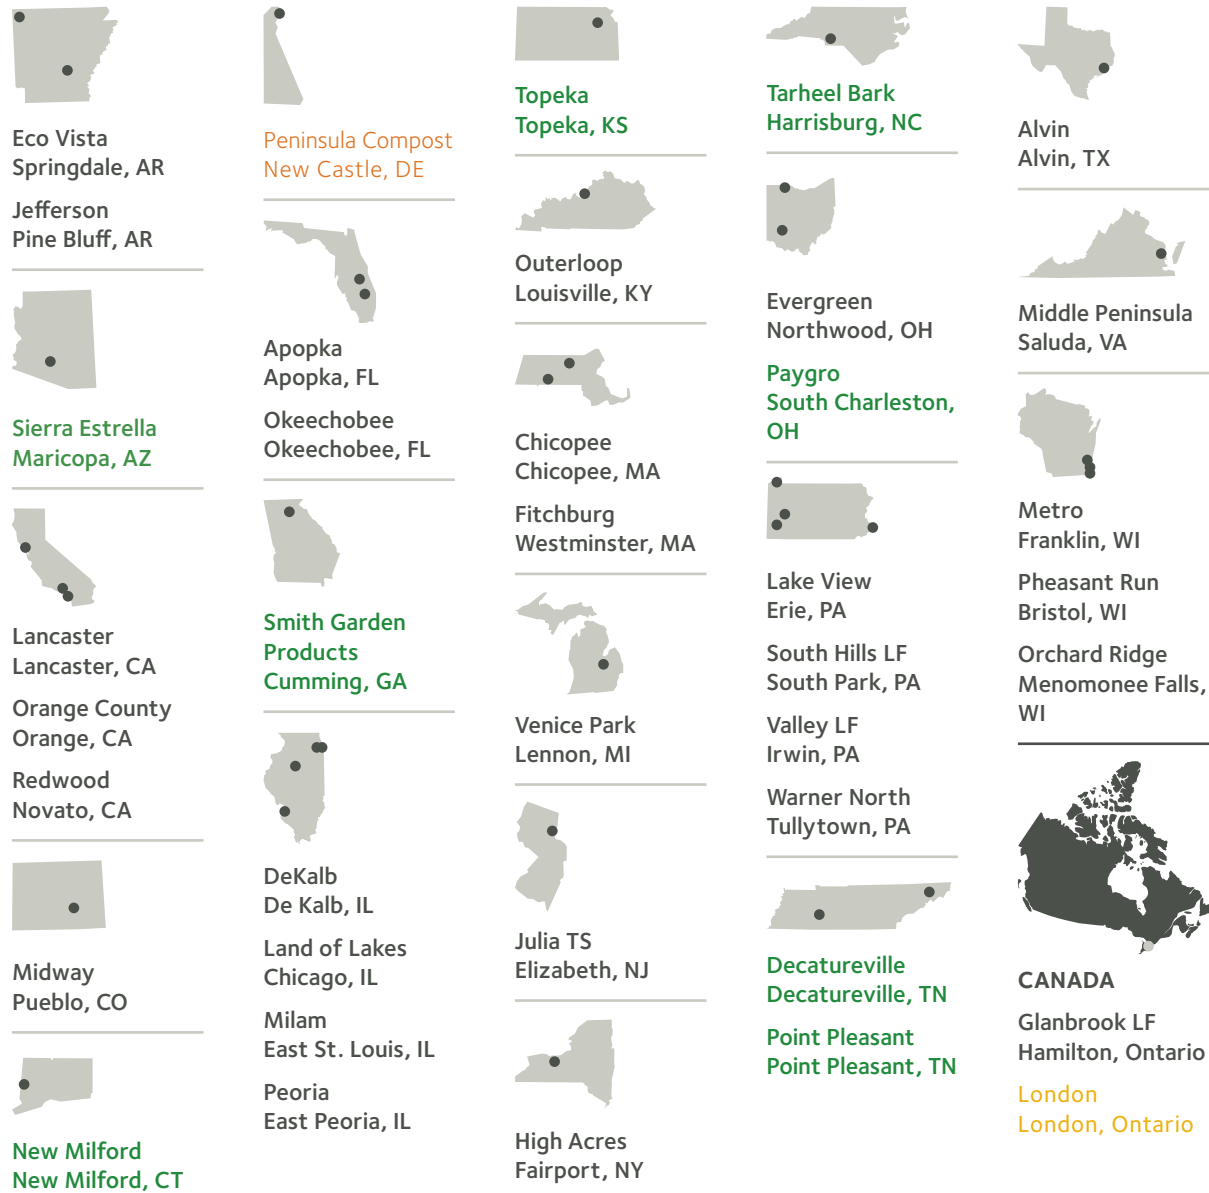 Eco Vista
Springdale, AR
Jefferson
Pine Bluff, AR
Sierra Estrella
Maricopa, AZ
Lancaster
Lancaster, CA
Orange County
Orange, CA
Redwood
Novato, CA
Midway
Pueblo, CO
New Milford
New Milford, CT
Peninsula Compost
New Castle, DE
Apopka
Apopka, FL
Okeechobee
Okeechobee, FL
Smith Garden
Products
Cumming, GA
DeKalb
De Kalb, IL
Land of Lakes
Chicago, IL
Milam
East St. Louis, IL
Peoria
East Peoria, IL
Topeka
Topeka, KS
Outerloop
Louisville, KY
Chicopee
Chicopee, MA
Fitchburg
Westminster, MA
Venice Park
Lennon, MI
Julia TS
Elizabeth, NJ
High Acres
Fairport, NY
Tarheel Bark
Harrisburg, NC
Evergreen
Northwood, OH
Paygro
South Charleston,
OH
Lake View
Erie, PA
South Hills LF
South Park, PA
Valley LF
Irwin, PA
Warner North
Tullytown, PA
Decatureville
Decatureville, TN
Point Pleasant
Point Pleasant, TN
Alvin
Alvin, TX
Middle Peninsula
Saluda, VA
Metro
Franklin, WI
Pheasant Run
Bristol, WI
Orchard Ridge
Menomonee Falls,
WI
CANADA
Glanbrook LF
Hamilton, Ontario
London
London, Ontario